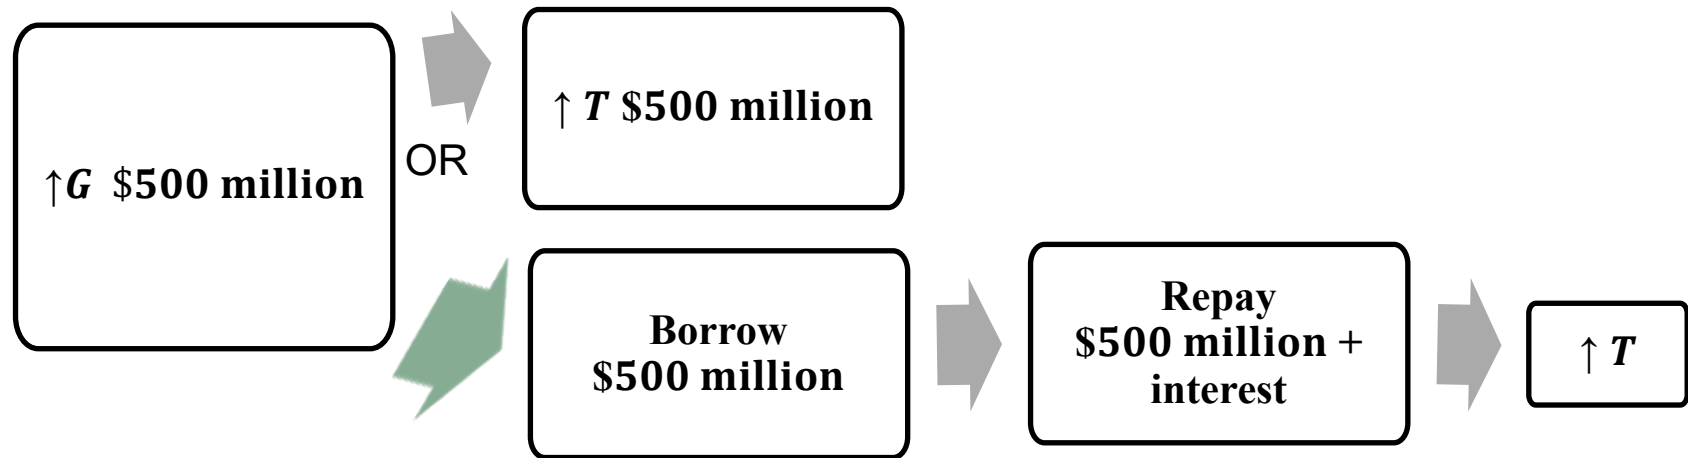 ↑G $500 million
OR
↑ T $500 million
Borrow
$500 million
Repay
$500 million +
interest
↑ T